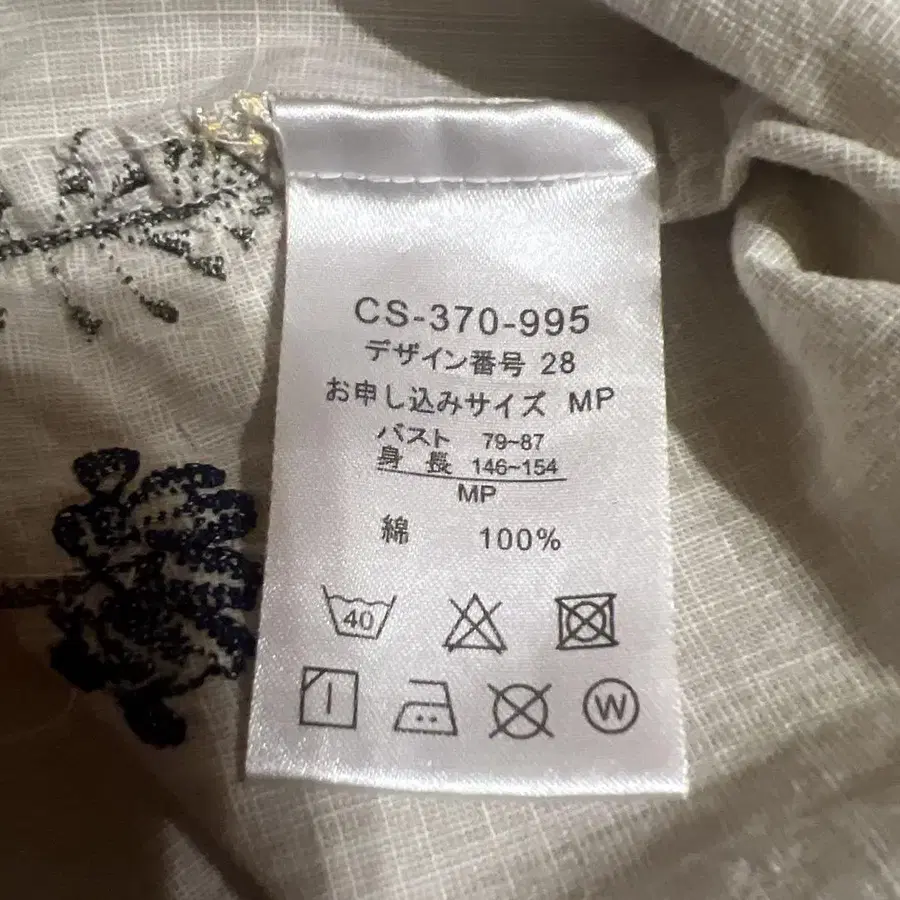 CS-370-995
デザイン番号 28
お申し込みサイズ MP
バスト 79~87
身 長 146~154
MP
綿 100%
40
W